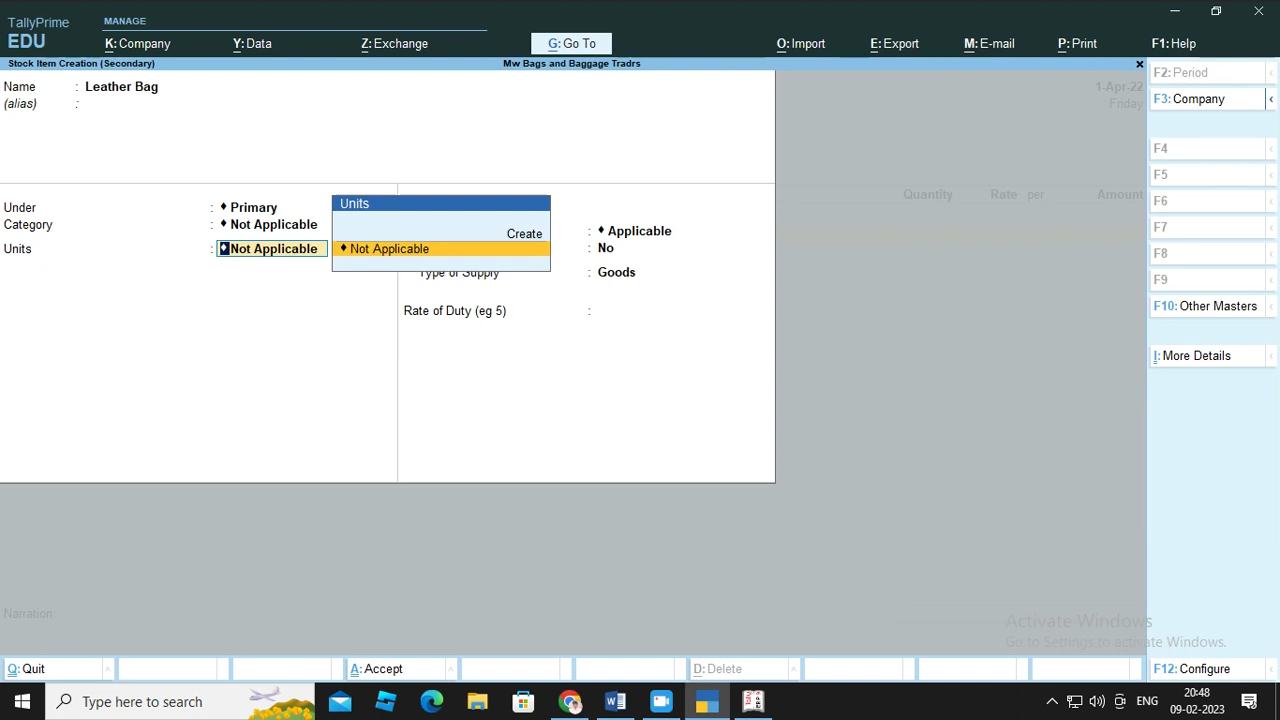 TallyPrime
EDU
MANAGE
K: Company
Y: Data
Z: Exchange
G: Go To
O: Import
E: Export
M: E-mail
P: Print
F1: Help
Stock Item Creation (Secondary)
Mw Bags and Baggage Tradrs
Name : Leather Bag
(alias) :
1-Apr-22
Friday
Under : ♦ Primary
Category : ♦ Not Applicable
Units : ♦ Not Applicable
Units
Create
♦ Not Applicable
: ♦ Applicable
: No
Type of Supply : Goods
Rate of Duty (eg 5) :
Quantity Rate per Amount
Narration:
F2: Period
F3: Company
F4
F5
F6
F7
F8
F9
F10: Other Masters
I: More Details
Activate Windows
Go to Settings to activate Windows.
Q: Quit
A: Accept
D: Delete
F12: Configure
Type here to search
ENG
20:48
09-02-2023